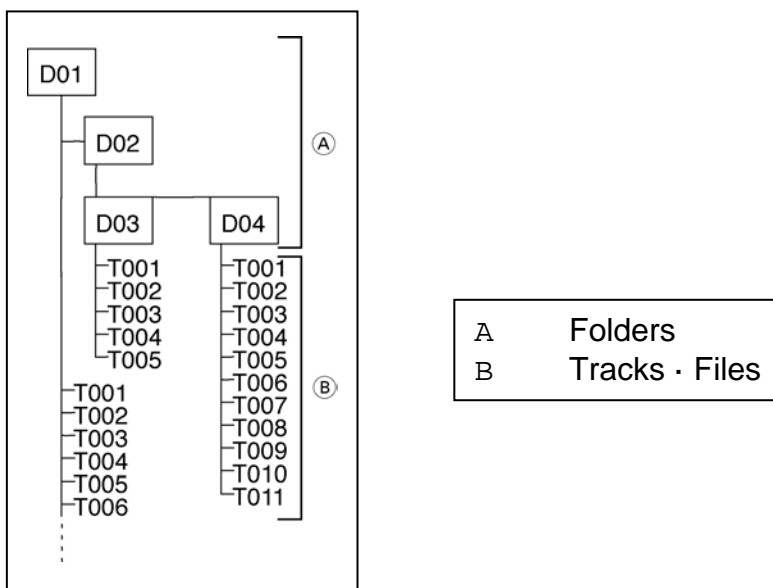 D01
D02
Ⓐ
D03
D04
T001
T002
T003
T004
T005
T001
T002
T003
T004
T005
T006
T007
T008
T009
T010
T011
Ⓑ
T001
T002
T003
T004
T005
T006
A Folders
B Tracks · Files